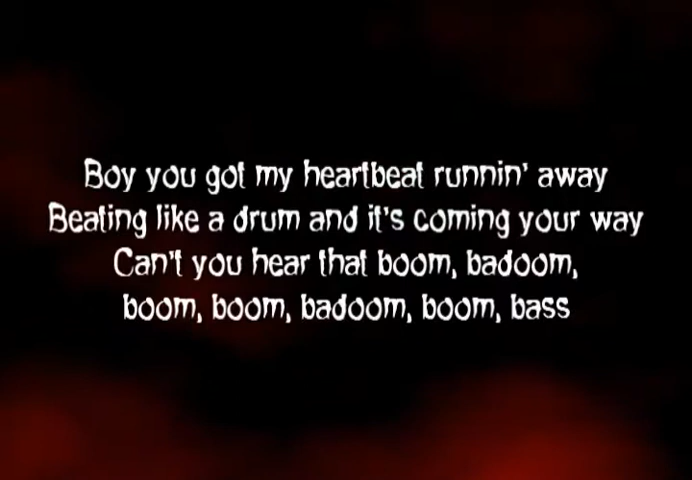 Boy you got my heartbeat runnin' away
Beating like a drum and it's coming your way
Can't you hear that boom, badoom,
boom, boom, badoom, boom, bass